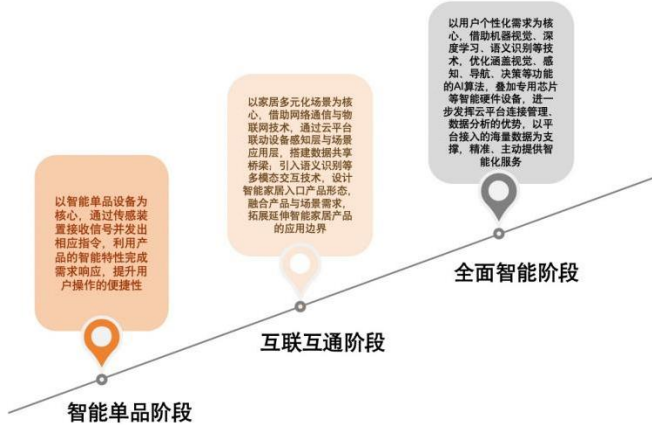 以智能单品设备为
核心，通过传感装
置接收信号并发出
相应指令，利用产
品的智能特性完成
需求响应，提升用
户操作的便捷性
智能单品阶段
以家居多元化场景为核
心，借助网络通信与物
联网技术，通过云平台
联动设备感知层与场景
应用层，搭建数据共享
桥梁；引入语义识别等
多模态交互技术，设计
智能家居入口产品形态，
融合产品与场景需求，
拓展延伸智能家居产品
的应用边界
互联互通阶段
以用户个性化需求为核
心，借助机器视觉、深
度学习、语义识别等技
术，优化涵盖视觉、感
知、导航、决策等功能
的AI算法，叠加专用芯片
等智能硬件设备，进一
步发挥云平台连接管理、
数据分析的优势，以平
台接入的海量数据为支
撑，精准、主动提供智
能化服务
全面智能阶段